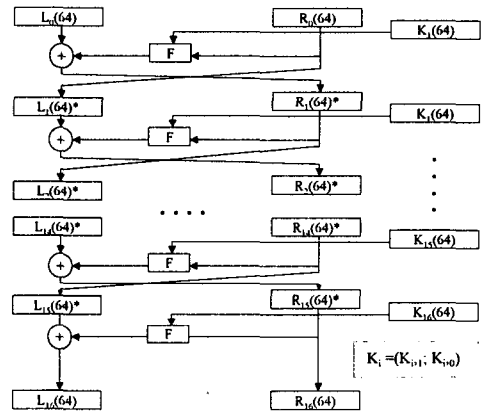 L₀(64) R₀(64)
K₁(64)
+ F
L₁(64)* R₁(64)*
K₁(64)
+ F
L₂(64)* R₂(64)*
L₁₄(64)* R₁₄(64)*
K₁₅(64)
+ F
L₁₅(64)* R₁₅(64)*
K₁₆(64)
+ F
Kᵢ =(Kᵢ,₁; Kᵢ,₀)
L₁₆(64) R₁₆(64)